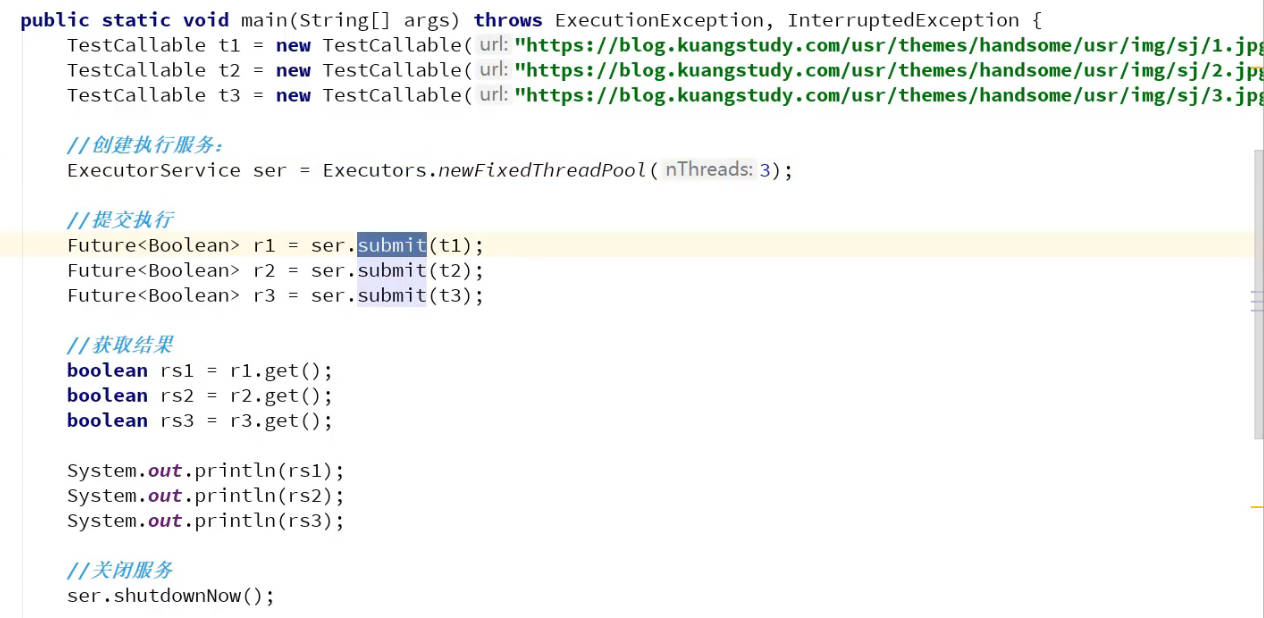 public static void main(String[] args) throws ExecutionException, InterruptedException {
TestCallable t1 = new TestCallable( url: "https://blog.kuangstudy.com/usr/themes/handsome/usr/img/sj/1.jpg
TestCallable t2 = new TestCallable( url: "https://blog.kuangstudy.com/usr/themes/handsome/usr/img/sj/2.jpg
TestCallable t3 = new TestCallable( url: "https://blog.kuangstudy.com/usr/themes/handsome/usr/img/sj/3.jpg
//创建执行服务:
ExecutorService ser = Executors.newFixedThreadPool( nThreads: 3);
//提交执行
Future<Boolean> r1 = ser.submit(t1);
Future<Boolean> r2 = ser.submit(t2);
Future<Boolean> r3 = ser.submit(t3);
//获取结果
boolean rs1 = r1.get();
boolean rs2 = r2.get();
boolean rs3 = r3.get();
System.out.println(rs1);
System.out.println(rs2);
System.out.println(rs3);
//关闭服务
ser.shutdownNow();